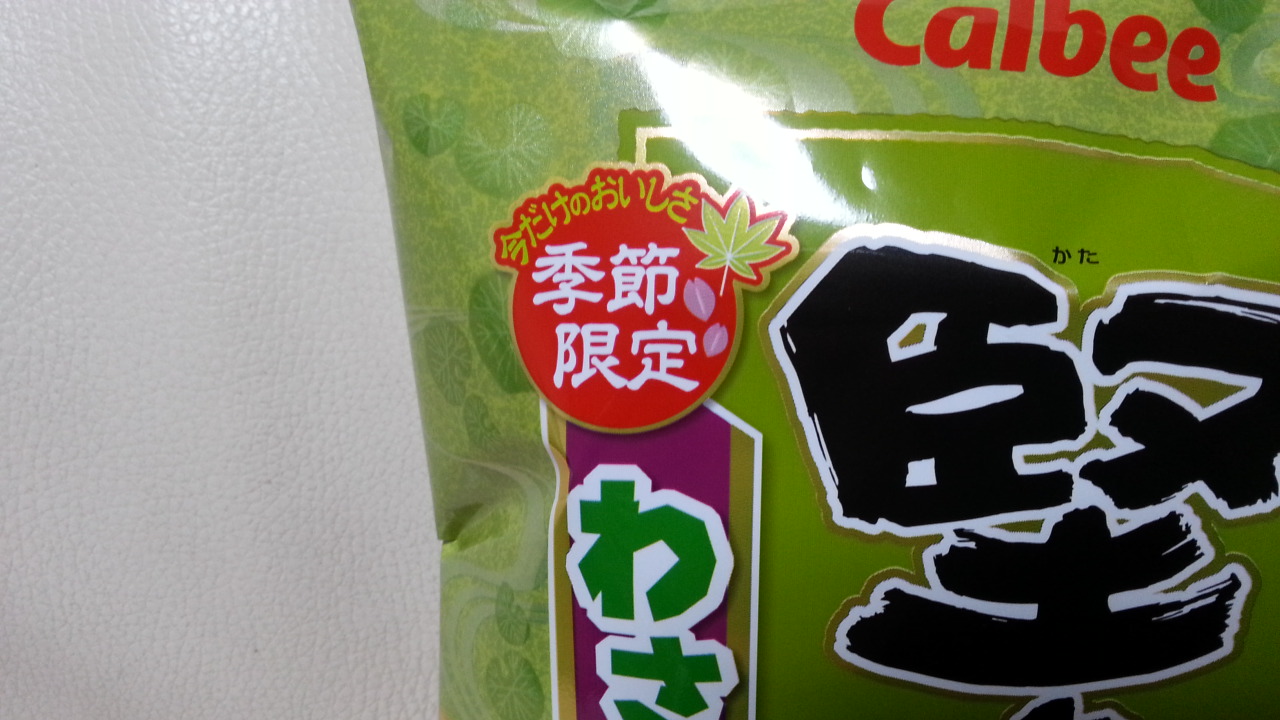 Calbee
今だけのおいしさ
季節
限定
かた
堅
わさ